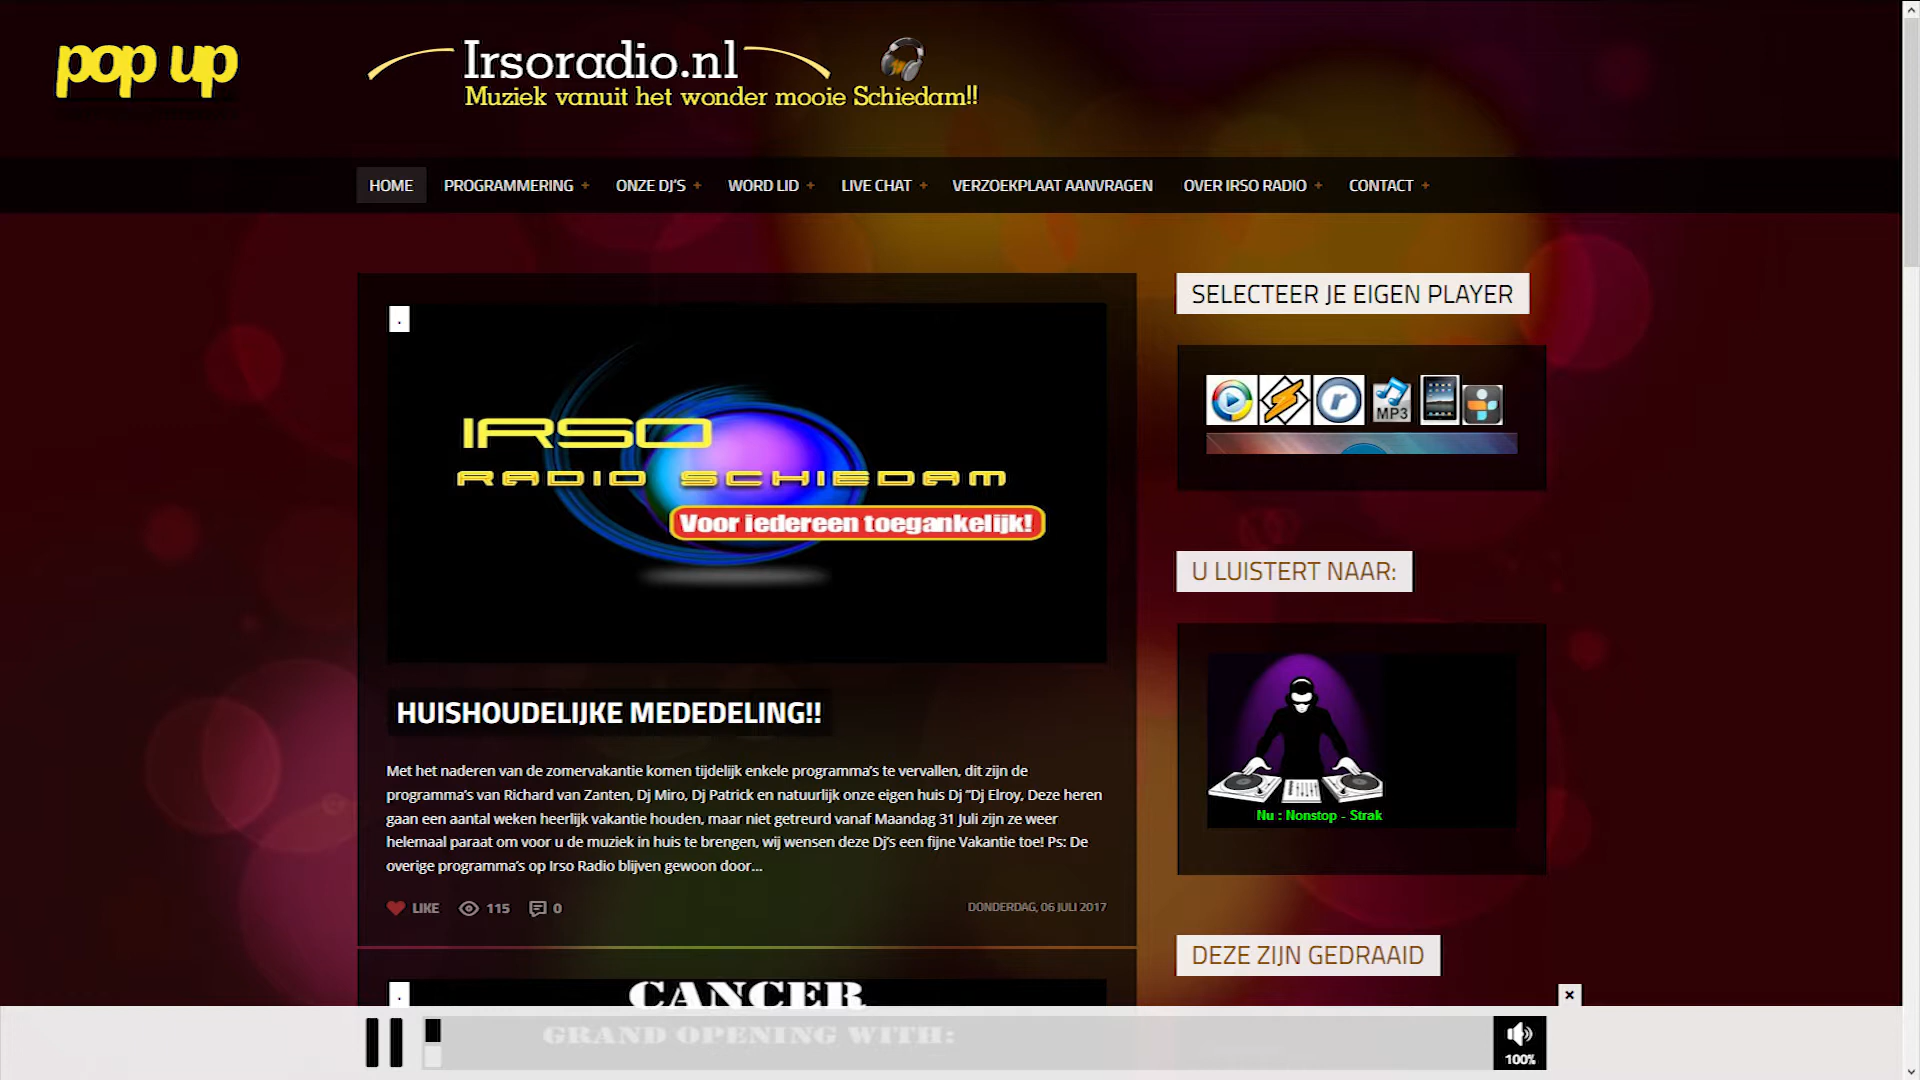 pop up
Irsoradio.nl
Muziek vanuit het wonder mooie Schiedam!!
HOME PROGRAMMERING + ONZE DJ'S + WORD LID + LIVE CHAT + VERZOEKPLAAT AANVRAGEN OVER IRSO RADIO + CONTACT +
.
IRSO
RADIO SCHIEDAM
Voor iedereen toegankelijk!
HUISHOUDELIJKE MEDEDELING!!
Met het naderen van de zomervakantie komen tijdelijk enkele programma's te vervallen, dit zijn de
programma's van Richard van Zanten, Dj Miro, Dj Patrick en natuurlijk onze eigen huis Dj "Dj Elroy, Deze heren
gaan een aantal weken heerlijk vakantie houden, maar niet getreurd vanaf Maandag 31 Juli zijn ze weer
helemaal paraat om voor u de muziek in huis te brengen, wij wensen deze Dj's een fijne Vakantie toe! Ps: De
overige programma's op Irso Radio blijven gewoon door...
LIKE 115 0 DONDERDAG, 06 JULI 2017
.
CANCER
GRAND OPENING WITH:
SELECTEER JE EIGEN PLAYER
r MP3
U LUISTERT NAAR:
Nu : Nonstop - Strak
DEZE ZIJN GEDRAAID
×
100%